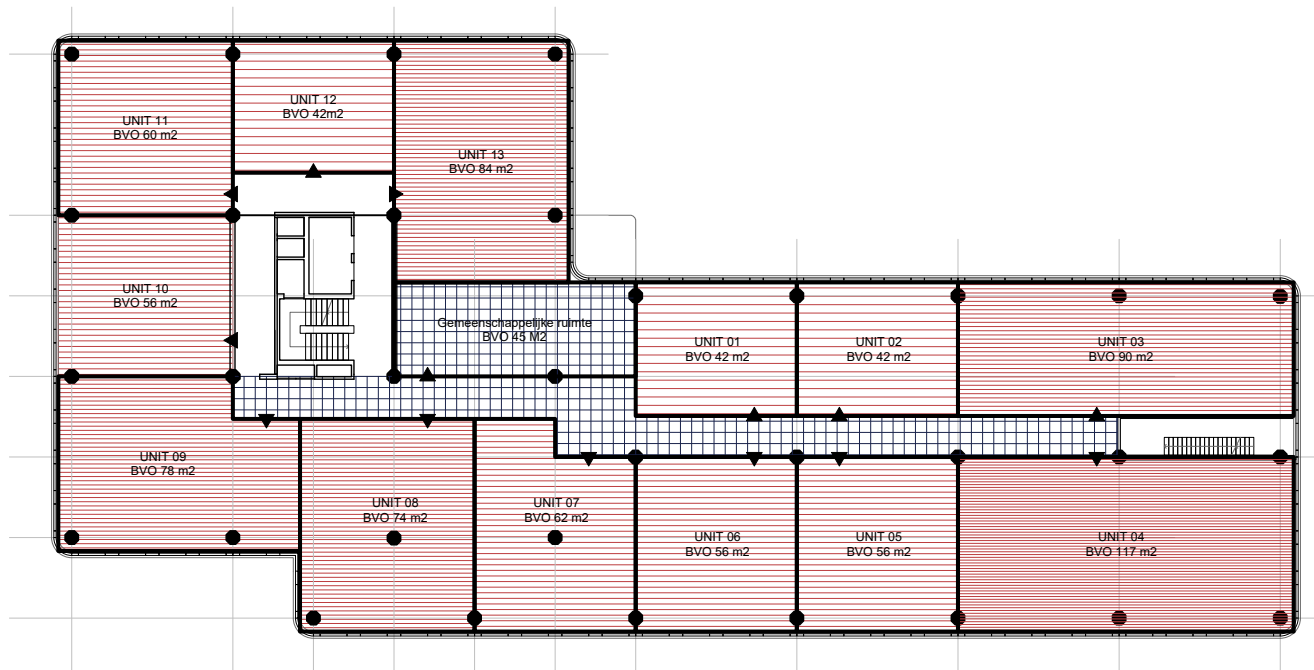 UNIT 11
BVO 60 m2
UNIT 12
BVO 42m2
UNIT 13
BVO 84 m2
UNIT 10
BVO 56 m2
Gemeenschappelijke ruimte
BVO 45 M2
UNIT 01
BVO 42 m2
UNIT 02
BVO 42 m2
UNIT 03
BVO 90 m2
UNIT 09
BVO 78 m2
UNIT 08
BVO 74 m2
UNIT 07
BVO 62 m2
UNIT 06
BVO 56 m2
UNIT 05
BVO 56 m2
UNIT 04
BVO 117 m2